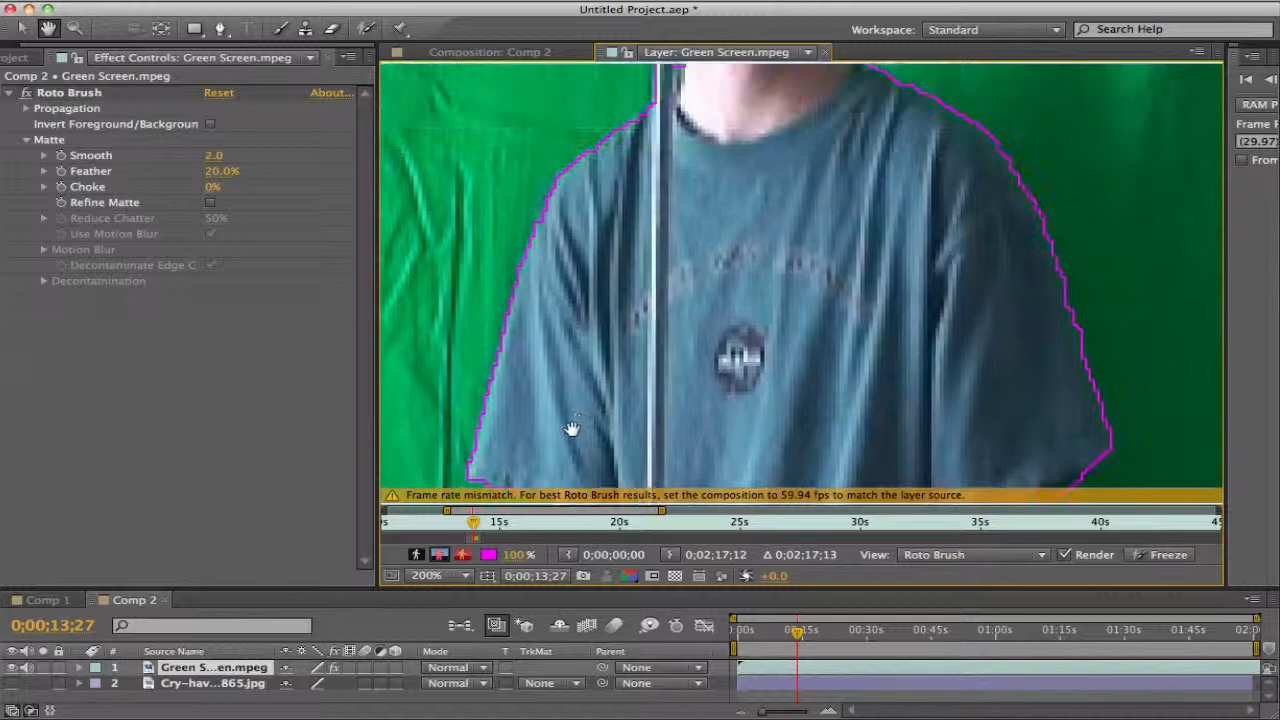 Untitled Project.aep *
Workspace: Standard
Search Help
roject Effect Controls: Green Screen.mpeg
Composition: Comp 2
Layer: Green Screen.mpeg
Comp 2 • Green Screen.mpeg
Roto Brush Reset About...
Propagation
Invert Foreground/Backgroun
Matte
Smooth 2.0
Feather 20.0%
Choke 0%
Refine Matte
Reduce Chatter 50%
Use Motion Blur
Motion Blur
Decontaminate Edge C
Decontamination
RAM P
Frame R
(29.97)
From
Frame rate mismatch. For best Roto Brush results, set the composition to 59.94 fps to match the layer source.
s 15s 20s 25s 30s 35s 40s 45
100 % 0;00;00;00 0;02;17;12 Δ 0;02;17;13 View: Roto Brush Render Freeze
200% 0;00;13;27 +0.0
Comp 1 Comp 2
0;00;13;27
:00s 00:15s 00:30s 00:45s 01:00s 01:15s 01:30s 01:45s 02:0
# Source Name fx Mode T TrkMat Parent
1 Green S...en.mpeg fx Normal None
2 Cry-hav...865.jpg Normal None None